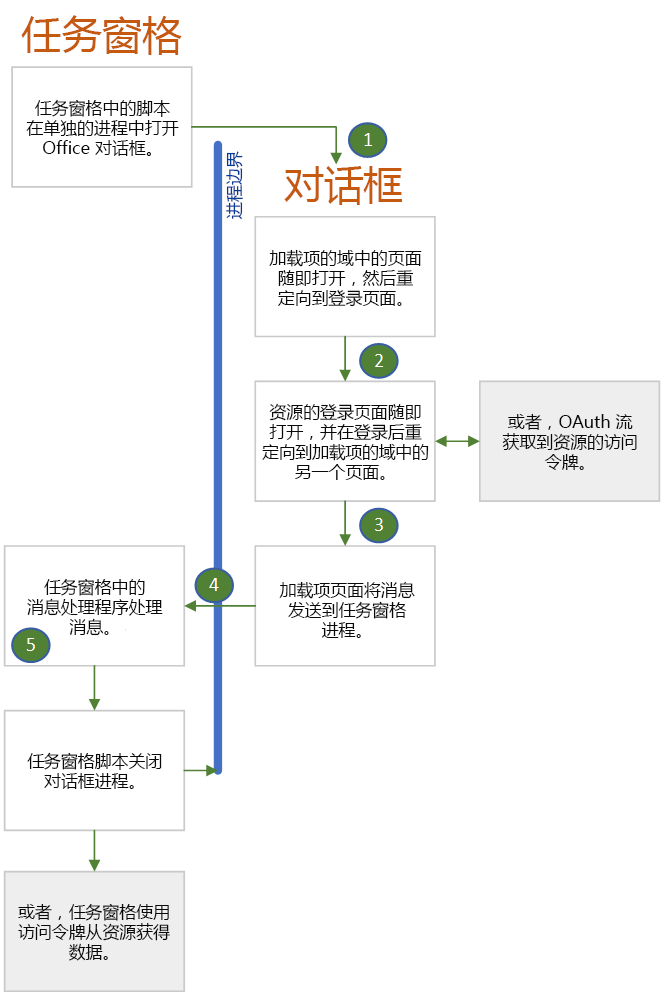 任务窗格
任务窗格中的脚本
在单独的进程中打开
Office 对话框。
1
进程边界
对话框
加载项的域中的页面
随即打开，然后重
定向到登录页面。
2
资源的登录页面随即
打开，并在登录后重
定向到加载项的域中的
另一个页面。
或者，OAuth 流
获取到资源的访问
令牌。
3
加载项页面将消息
发送到任务窗格
进程。
4
任务窗格中的
消息处理程序处理
消息。
5
任务窗格脚本关闭
对话框进程。
或者，任务窗格使用
访问令牌从资源获得
数据。